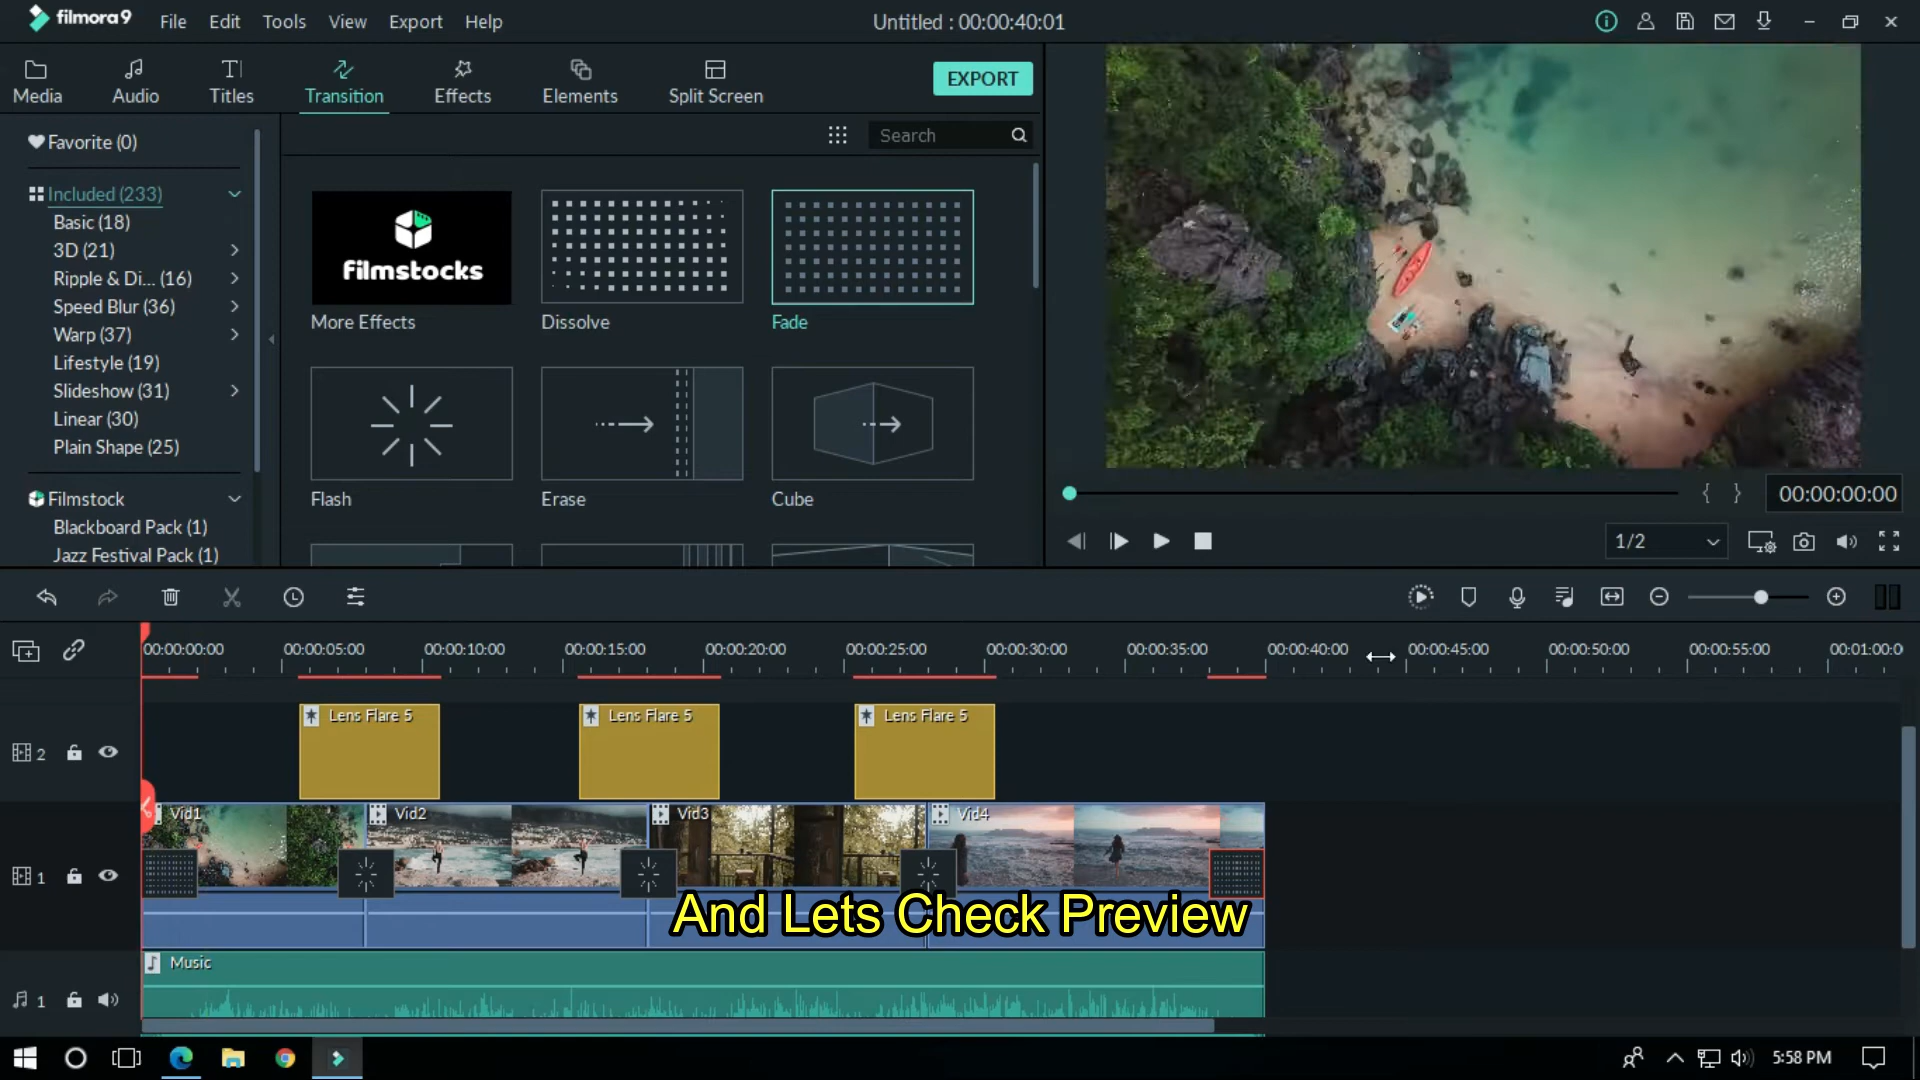 filmora9 File Edit Tools View Export Help Untitled : 00:00:40:01
Media Audio Titles Transition Effects Elements Split Screen EXPORT
Favorite (0)
Search
Included (233)
Basic (18)
3D (21)
Ripple & Di... (16)
Speed Blur (36)
Warp (37)
Lifestyle (19)
Slideshow (31)
Linear (30)
Plain Shape (25)
Filmstock
Blackboard Pack (1)
Jazz Festival Pack (1)
filmstocks
More Effects Dissolve Fade
Flash Erase Cube
00:00:00:00
1/2
00:00:00:00 00:00:05:00 00:00:10:00 00:00:15:00 00:00:20:00 00:00:25:00 00:00:30:00 00:00:35:00 00:00:40:00 00:00:45:00 00:00:50:00 00:00:55:00 00:01:00:0
Lens Flare 5 Lens Flare 5 Lens Flare 5
2
Vid1 Vid2 Vid3 Vid4
1
And Lets Check Preview
Music
1
5:58 PM